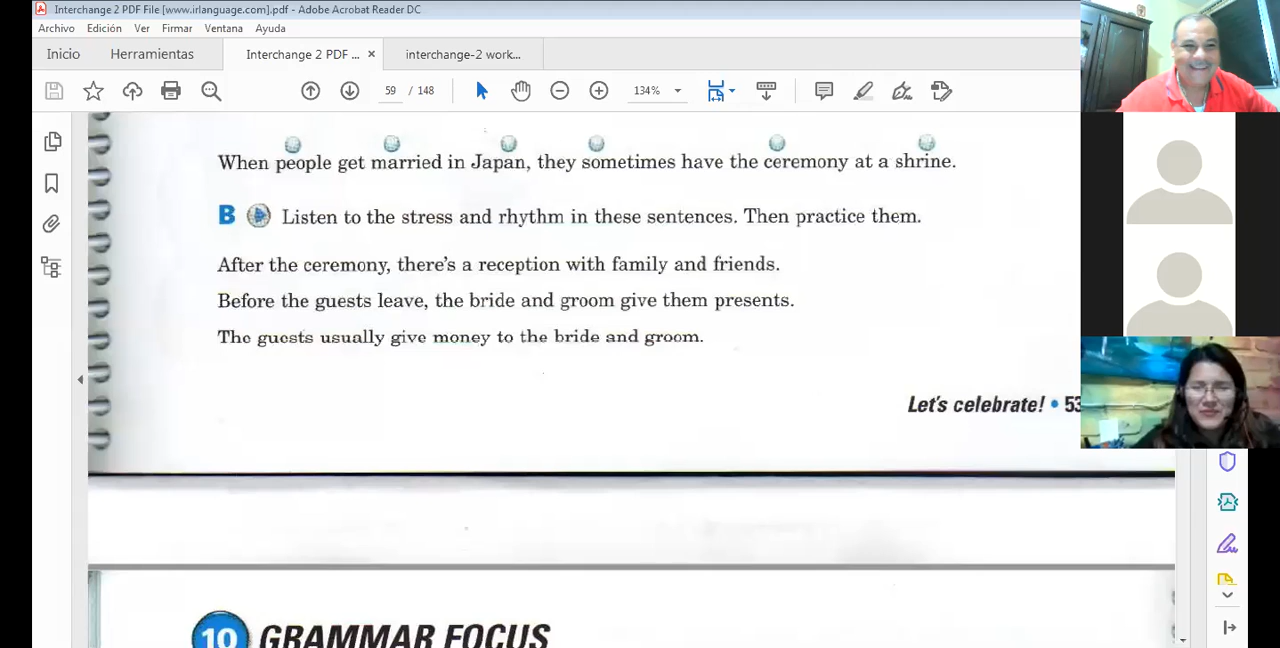 Interchange 2 PDF File [www.irlanguage.com].pdf - Adobe Acrobat Reader DC
Archivo Edición Ver Firmar Ventana Ayuda
Inicio Herramientas Interchange 2 PDF ... × interchange-2 work...
59 / 148 134%
When people get married in Japan, they sometimes have the ceremony at a shrine.
B Listen to the stress and rhythm in these sentences. Then practice them.
After the ceremony, there's a reception with family and friends.
Before the guests leave, the bride and groom give them presents.
The guests usually give money to the bride and groom.
Let's celebrate! • 53
10 GRAMMAR FOCUS